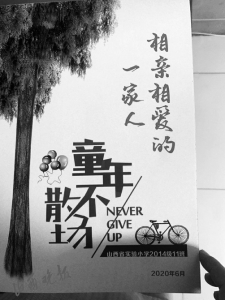 相亲相爱的
一家人
童年
不散场
NEVER
GIVE
UP
山西省实验小学2014级11班
2020年6月